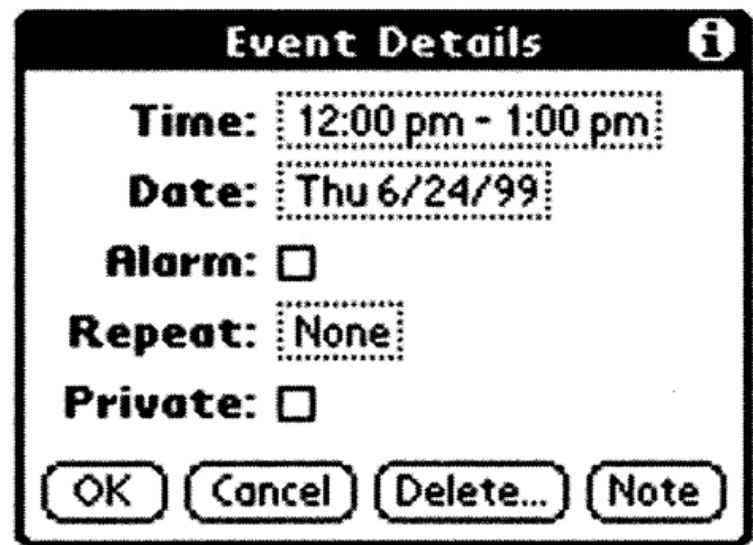 Event Details i
Time: 12:00 pm - 1:00 pm
Date: Thu 6/24/99
Alarm:
Repeat: None
Private:
OK Cancel Delete... Note